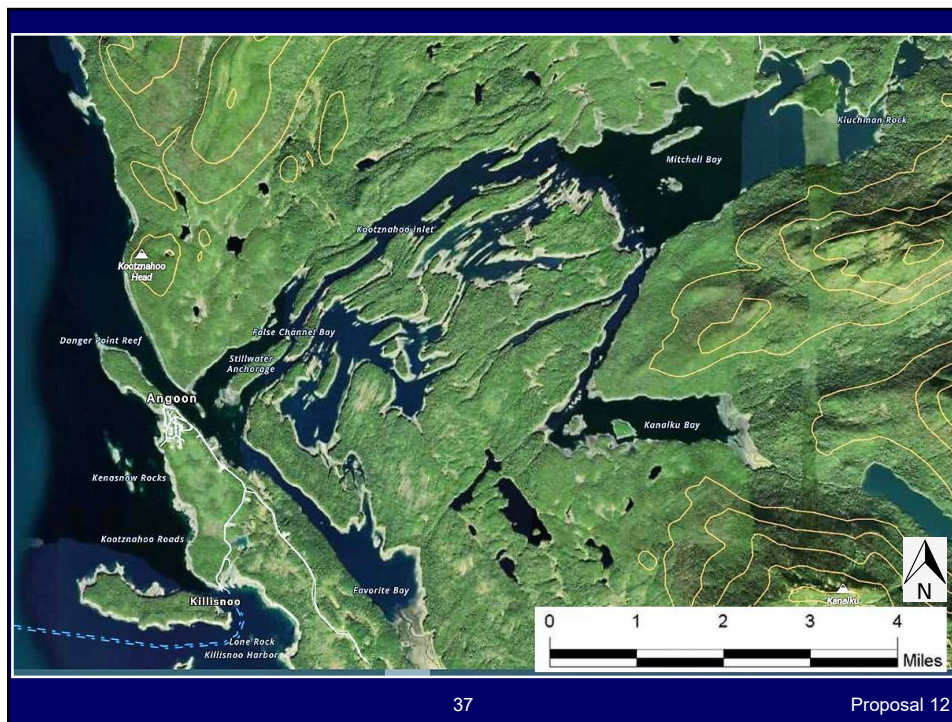 Kiuchman Rock
Mitchell Bay
Kootznahoo Inlet
Kootznahoo
Head
False Channel Bay
Danger Point Reef
Stillwater
Anchorage
Angoon
Kanalku Bay
Kenasnow Rocks
Kootznahoo Roads
Favorite Bay
Kanalku
Killisnoo
N
Lone Rock
Killisnoo Harbor
0 1 2 3 4
Miles
37
Proposal 12